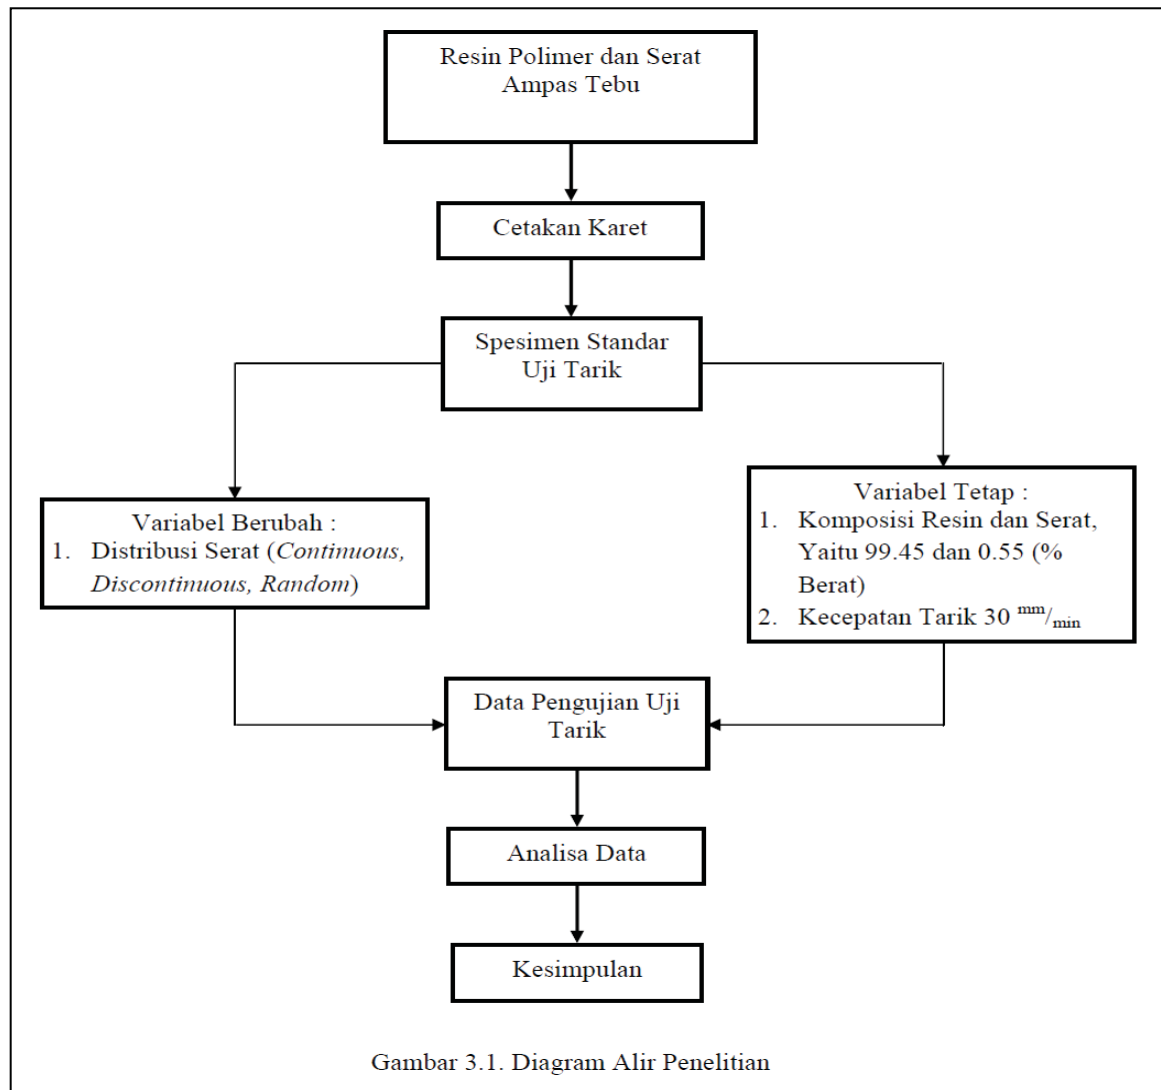 Resin Polimer dan Serat
Ampas Tebu
Cetakan Karet
Spesimen Standar
Uji Tarik
Variabel Berubah :
1. Distribusi Serat (Continuous,
Discontinuous, Random)
Variabel Tetap :
1. Komposisi Resin dan Serat,
Yaitu 99.45 dan 0.55 (%
Berat)
2. Kecepatan Tarik 30 mm/min
Data Pengujian Uji
Tarik
Analisa Data
Kesimpulan
Gambar 3.1. Diagram Alir Penelitian